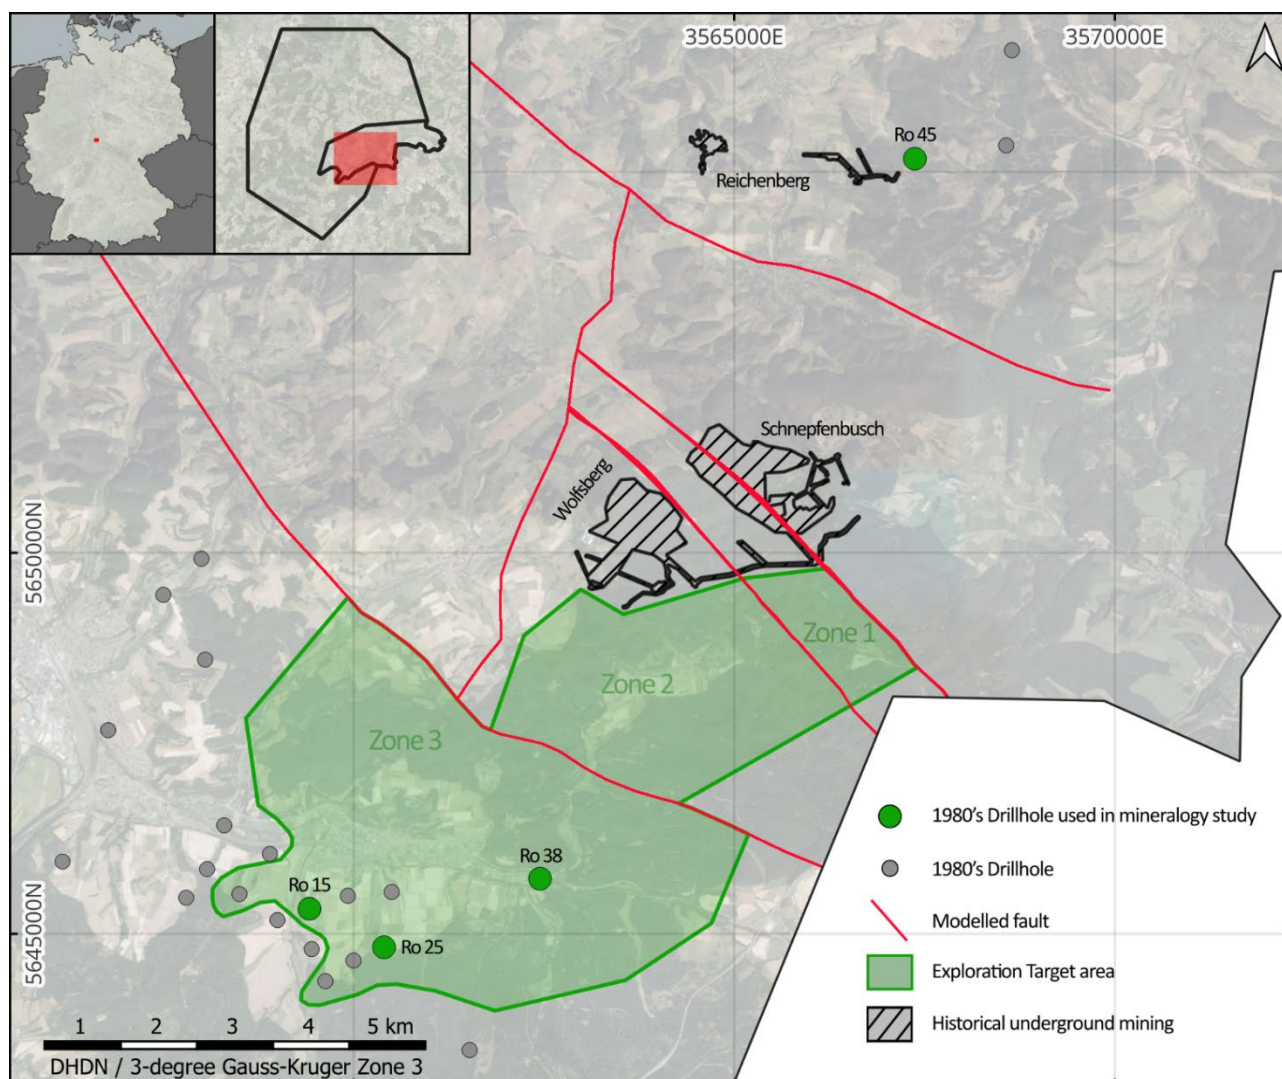 3565000E
3570000E
Ro 45
Reichenberg
Schnepfenbusch
Wolfsberg
5650000N
Zone 1
Zone 2
Zone 3
Ro 38
Ro 15
Ro 25
5645000N
1980's Drillhole used in mineralogy study
1980's Drillhole
Modelled fault
Exploration Target area
Historical underground mining
1 2 3 4 5 km
DHDN / 3-degree Gauss-Kruger Zone 3